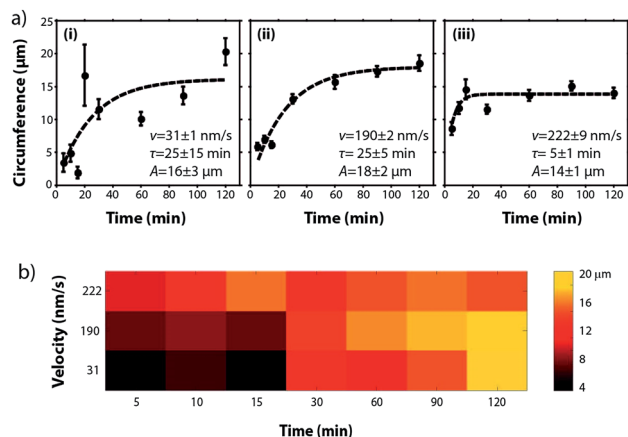 a)
Circumference (µm)
25
20
15
10
5
0
(i)
v=31±1 nm/s
τ=25±15 min
A=16±3 µm
0 20 40 60 80 100 120
Time (min)
(ii)
v=190±2 nm/s
τ= 25±5 min
A=18±2 µm
0 20 40 60 80 100 120
Time (min)
(iii)
v=222±9 nm/s
τ= 5±1 min
A=14±1 µm
0 20 40 60 80 100 120
Time (min)
b)
Velocity (nm/s)
222
190
31
5 10 15 30 60 90 120
Time (min)
20 µm
16
12
8
4